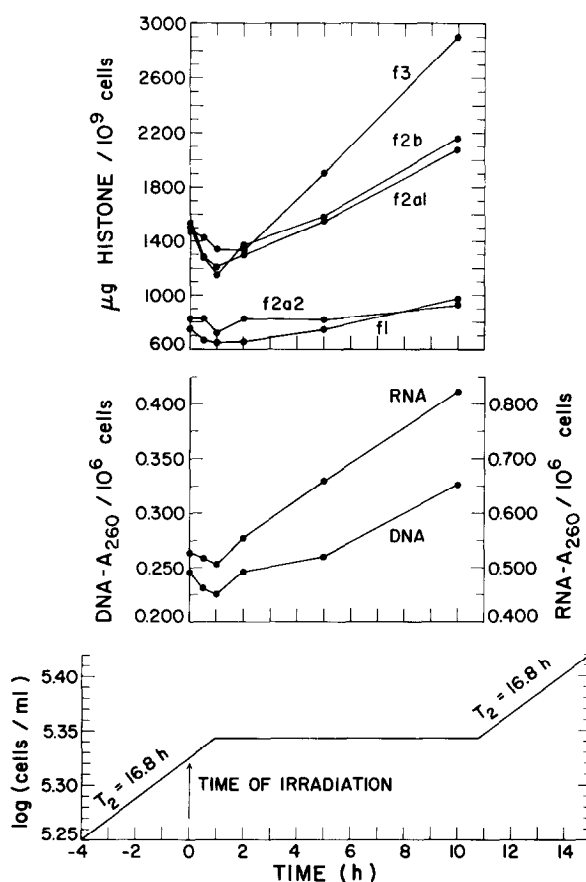 μg HISTONE / 10⁹ cells
3000
2600
2200
1800
1400
1000
600
f3
f2b
f2a1
f2a2
f1
DNA-A₂₆₀ / 10⁶ cells
0.400
0.350
0.300
0.250
0.200
RNA
DNA
0.800
0.700
0.600
0.500
0.400
RNA-A₂₆₀ / 10⁶ cells
log (cells / ml)
5.40
5.35
5.30
5.25
T₂ = 16.8 h
TIME OF IRRADIATION
T₂ = 16.8 h
-4 -2 0 2 4 6 8 10 12 14
TIME (h)